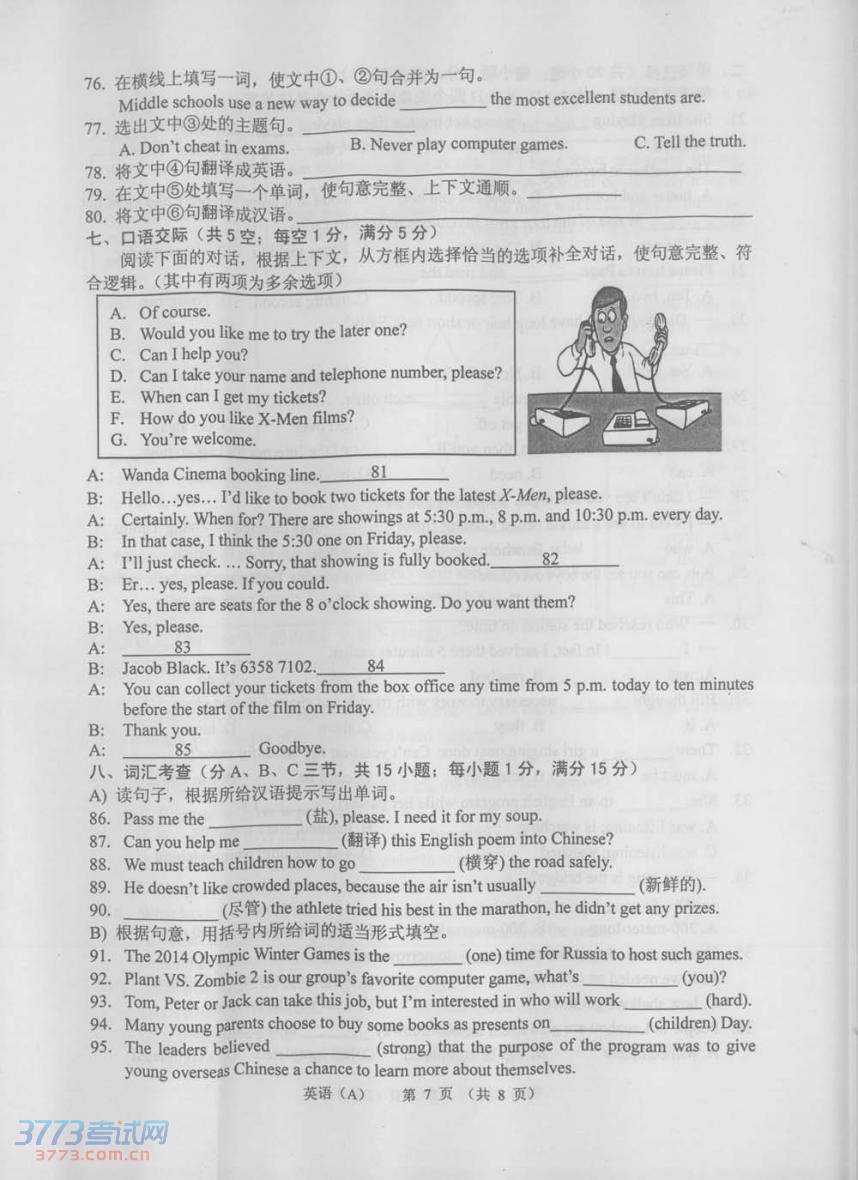 76. 在横线上填写一词，使文中①、②句合并为一句。
Middle schools use a new way to decide ____________ the most excellent students are.
77. 选出文中③处的主题句。____________
A. Don't cheat in exams. B. Never play computer games. C. Tell the truth.
78. 将文中④句翻译成英语。____________
79. 在文中⑤处填写一个单词，使句意完整、上下文通顺。____________
80. 将文中⑥句翻译成汉语。____________
七、口语交际（共5空；每空1分，满分5分）
阅读下面的对话，根据上下文，从方框内选择恰当的选项补全对话，使句意完整、符
合逻辑。（其中有两项为多余选项）
A. Of course.
B. Would you like me to try the later one?
C. Can I help you?
D. Can I take your name and telephone number, please?
E. When can I get my tickets?
F. How do you like X-Men films?
G. You're welcome.
A: Wanda Cinema booking line. 81
B: Hello…yes… I'd like to book two tickets for the latest X-Men, please.
A: Certainly. When for? There are showings at 5:30 p.m., 8 p.m. and 10:30 p.m. every day.
B: In that case, I think the 5:30 one on Friday, please.
A: I'll just check. … Sorry, that showing is fully booked. 82
B: Er… yes, please. If you could.
A: Yes, there are seats for the 8 o'clock showing. Do you want them?
B: Yes, please.
A: 83
B: Jacob Black. It's 6358 7102. 84
A: You can collect your tickets from the box office any time from 5 p.m. today to ten minutes
before the start of the film on Friday.
B: Thank you.
A: 85 Goodbye.
八、词汇考查（分A、B、C三节，共15小题；每小题1分，满分15分）
A) 读句子，根据所给汉语提示写出单词。
86. Pass me the ____________ (盐), please. I need it for my soup.
87. Can you help me ____________ (翻译) this English poem into Chinese?
88. We must teach children how to go ____________ (横穿) the road safely.
89. He doesn't like crowded places, because the air isn't usually ____________ (新鲜的).
90. ____________ (尽管) the athlete tried his best in the marathon, he didn't get any prizes.
B) 根据句意，用括号内所给词的适当形式填空。
91. The 2014 Olympic Winter Games is the ________ (one) time for Russia to host such games.
92. Plant VS. Zombie 2 is our group's favorite computer game, what's ____________ (you)?
93. Tom, Peter or Jack can take this job, but I'm interested in who will work __________ (hard).
94. Many young parents choose to buy some books as presents on____________ (children) Day.
95. The leaders believed ____________ (strong) that the purpose of the program was to give
young overseas Chinese a chance to learn more about themselves.
英语（A） 第 7 页 （共 8 页）
3773考试网
3773.com.cn